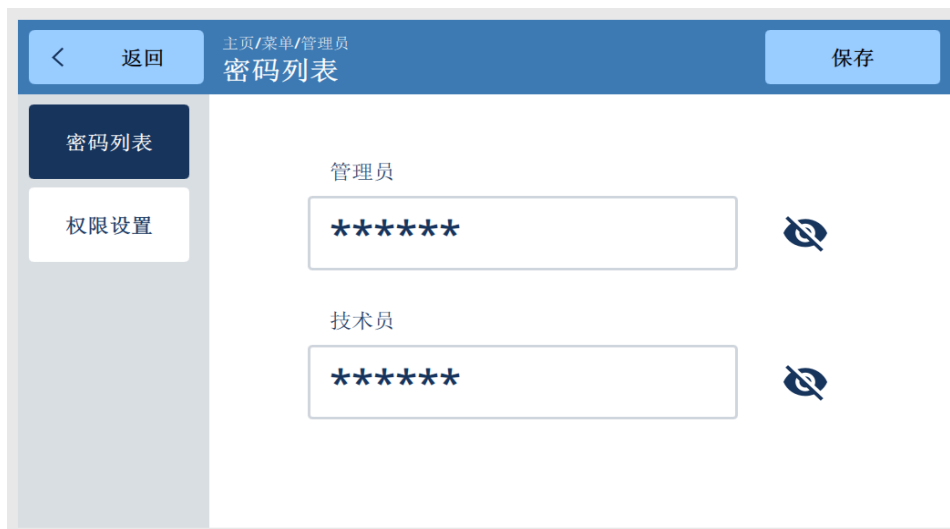 返回
主页/菜单/管理员
密码列表
保存
密码列表
权限设置
管理员
******
技术员
******